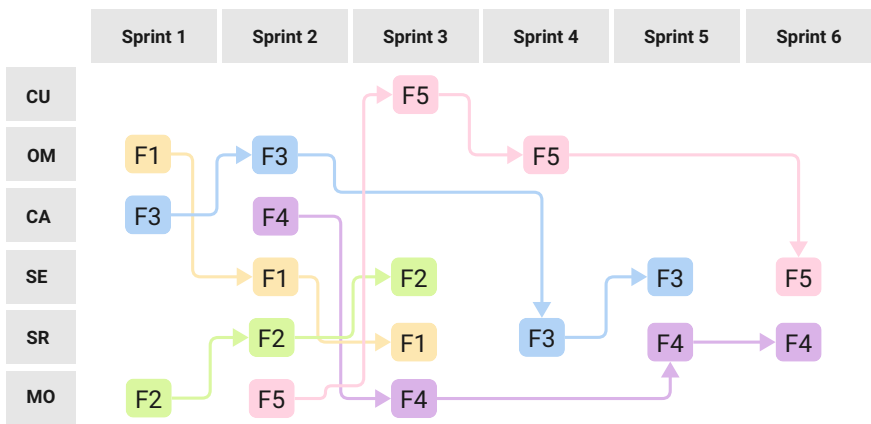 Sprint 1 Sprint 2 Sprint 3 Sprint 4 Sprint 5 Sprint 6
CU F5
OM F1 F3 F5
CA F3 F4
SE F1 F2 F3 F5
SR F2 F1 F3 F4 F4
MO F2 F5 F4